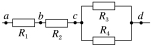 R₃
a b c d
R₁ R₂
R₄